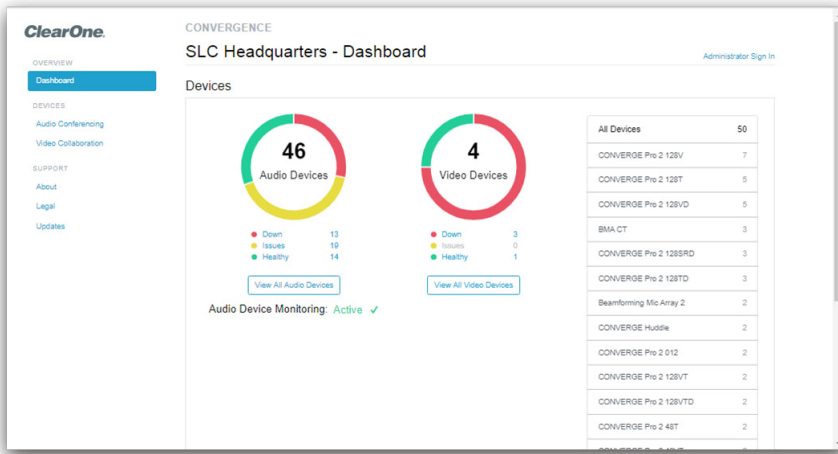 ClearOne.
OVERVIEW
Dashboard
DEVICES
Audio Conferencing
Video Collaboration
SUPPORT
About
Legal
Updates
CONVERGENCE
SLC Headquarters - Dashboard
Administrator Sign In
Devices
46
Audio Devices
Down 13
Issues 19
Healthy 14
View All Audio Devices
Audio Device Monitoring: Active ✓
4
Video Devices
Down 3
Issues 0
Healthy 1
View All Video Devices
All Devices 50
CONVERGE Pro 2 128V 7
CONVERGE Pro 2 128T 5
CONVERGE Pro 2 128VD 5
BMA CT 3
CONVERGE Pro 2 128SRD 3
CONVERGE Pro 2 128TD 3
Beamforming Mic Array 2 2
CONVERGE Huddle 2
CONVERGE Pro 2 012 2
CONVERGE Pro 2 128VT 2
CONVERGE Pro 2 128VTD 2
CONVERGE Pro 2 48T 2